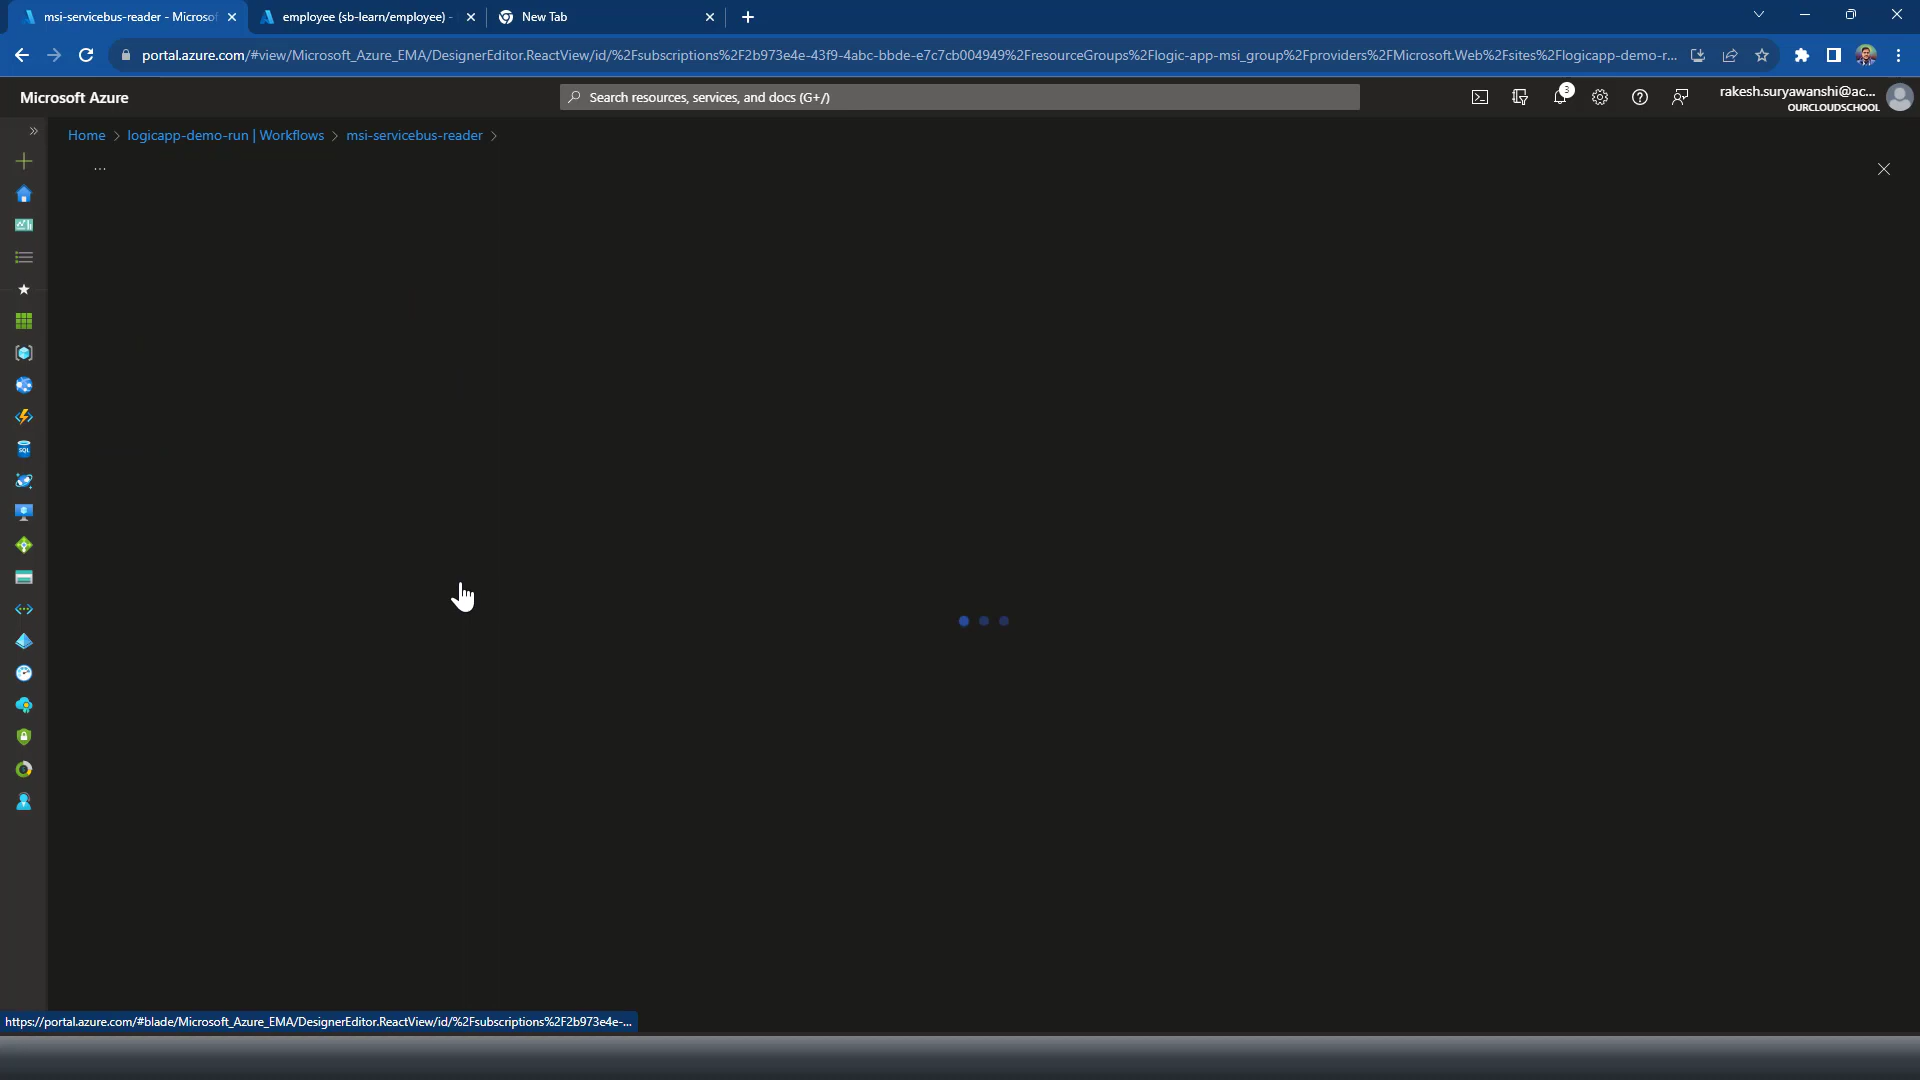 msi-servicebus-reader - Microsof
employee (sb-learn/employee) -
New Tab
portal.azure.com/#view/Microsoft_Azure_EMA/DesignerEditor.ReactView/id/%2Fsubscriptions%2F2b973e4e-43f9-4abc-bbde-e7c7cb004949%2FresourceGroups%2Flogic-app-msi_group%2Fproviders%2FMicrosoft.Web%2Fsites%2Flogicapp-demo-r...
Microsoft Azure
Search resources, services, and docs (G+/)
3
rakesh.suryawanshi@ac...
OURCLOUDSCHOOL
Home > logicapp-demo-run | Workflows > msi-servicebus-reader >
...
SQL
https://portal.azure.com/#blade/Microsoft_Azure_EMA/DesignerEditor.ReactView/id/%2Fsubscriptions%2F2b973e4e-...